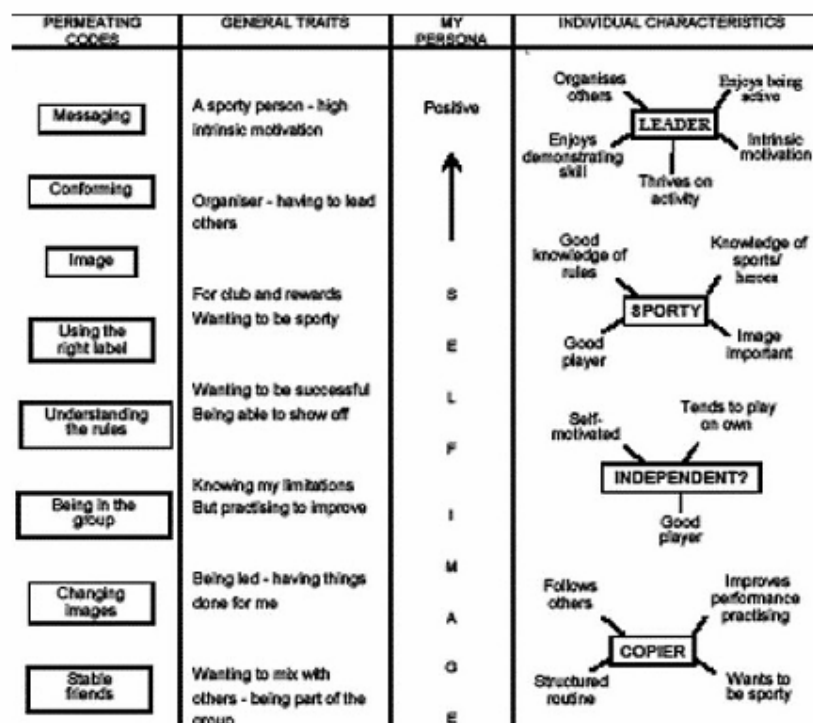 PERMEATING CODES
GENERAL TRAITS
MY PERSONA
INDIVIDUAL CHARACTERISTICS
Messaging
Conforming
Image
Using the
right label
Understanding
the rules
Being in the
group
Changing
images
Stable
friends
A sporty person - high
intrinsic motivation
Organiser - having to lead
others
For club and rewards
Wanting to be sporty
Wanting to be successful
Being able to show off
Knowing my limitations
But practising to improve
Being led - having things
done for me
Wanting to mix with
others - being part of the
group
Positive
S
E
L
F
I
M
A
G
E
Organises
others
Enjoys being
active
LEADER
Enjoys
demonstrating
skill
Intrinsic
motivation
Thrives on
activity
Good
knowledge of
rules
Knowledge of
sports/
heroes
SPORTY
Good
player
Image
important
Self-
motivated
Tends to play
on own
INDEPENDENT?
Good
player
Follows
others
Improves
performance
practising
COPIER
Structured
routine
Wants to
be sporty